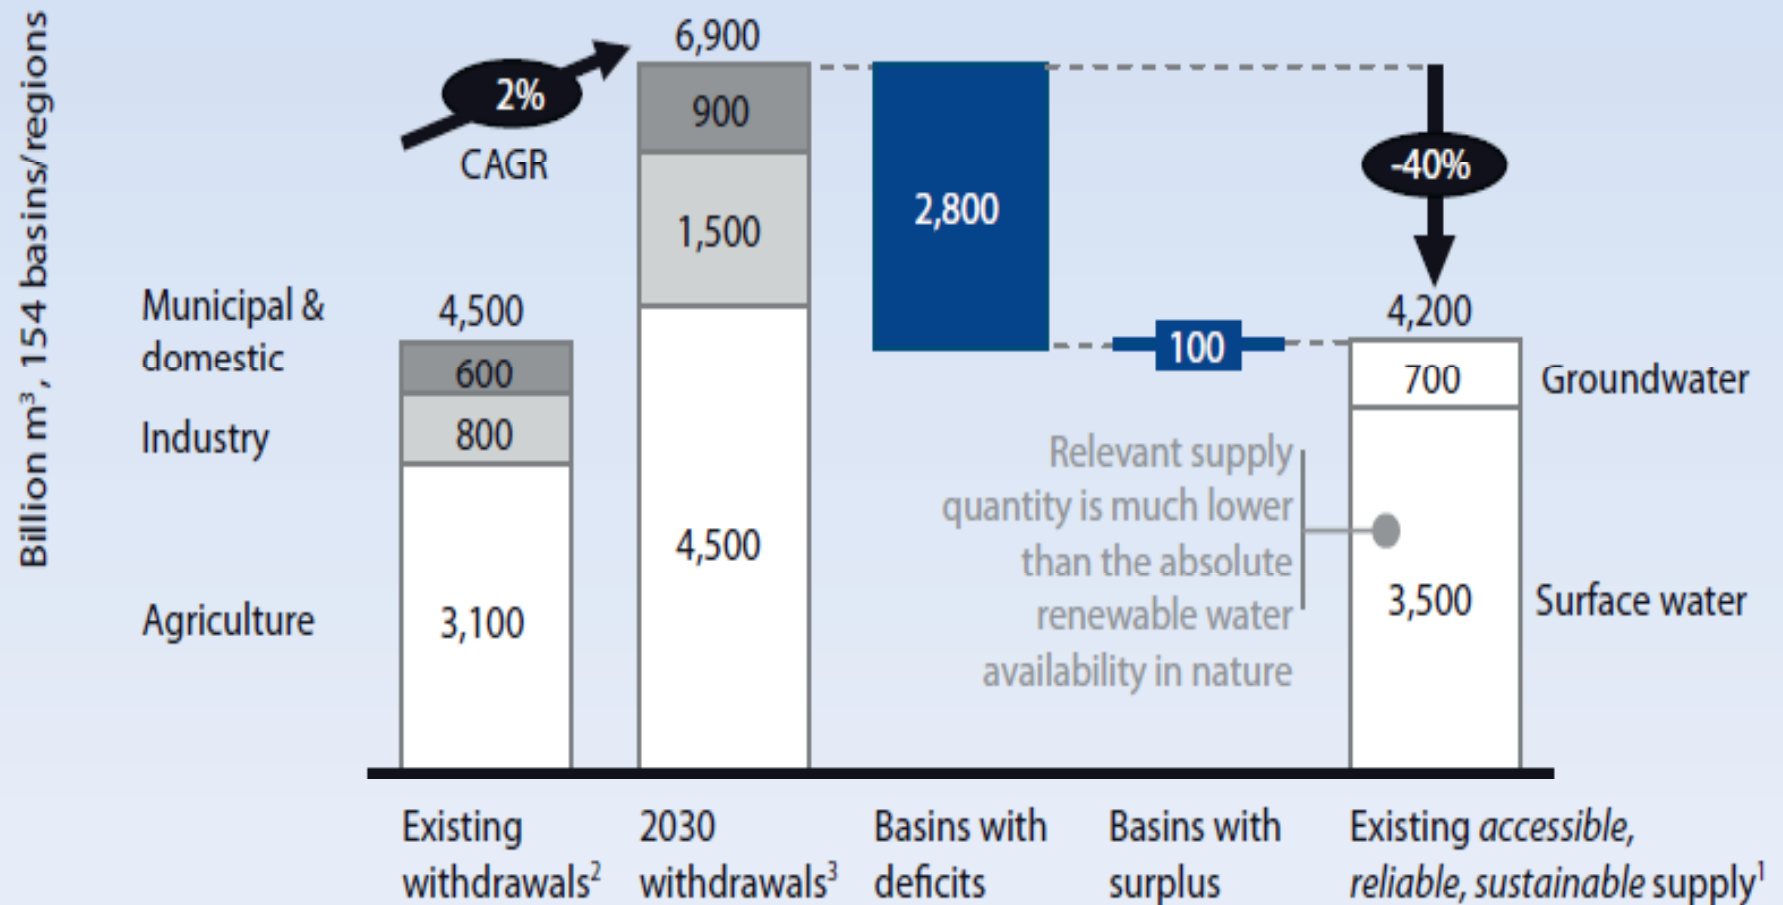 Billion m³, 154 basins/regions
2%
CAGR
6,900
900
1,500
4,500
2,800
-40%
Municipal &
domestic
Industry
Agriculture
4,500
600
800
3,100
100
4,200
700
3,500
Groundwater
Surface water
Relevant supply
quantity is much lower
than the absolute
renewable water
availability in nature
Existing
withdrawals²
2030
withdrawals³
Basins with
deficits
Basins with
surplus
Existing accessible,
reliable, sustainable supply¹